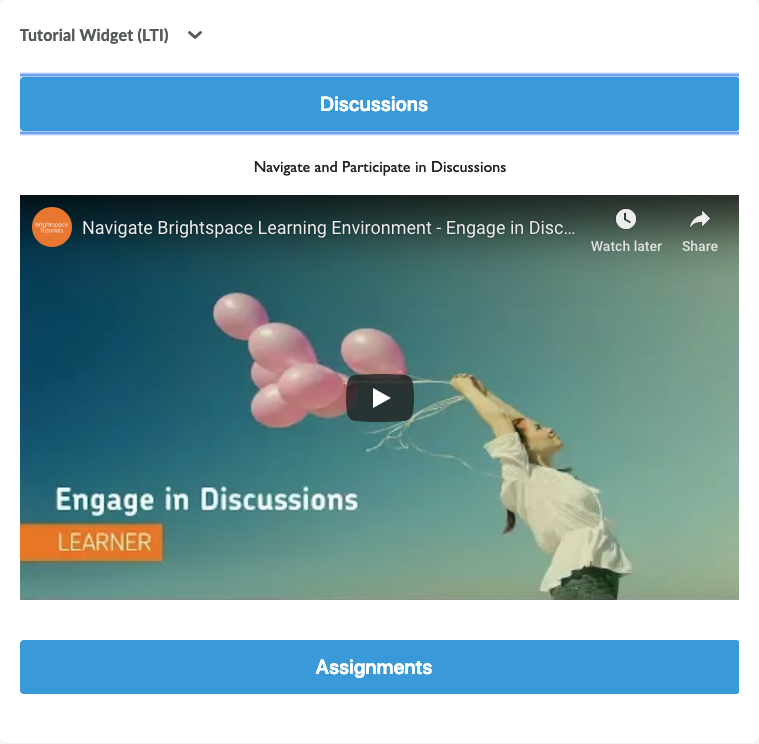 Tutorial Widget (LTI)
Discussions
Navigate and Participate in Discussions
Brightspace
Tutorials
Navigate Brightspace Learning Environment - Engage in Disc...
Watch later
Share
Engage in Discussions
LEARNER
Assignments